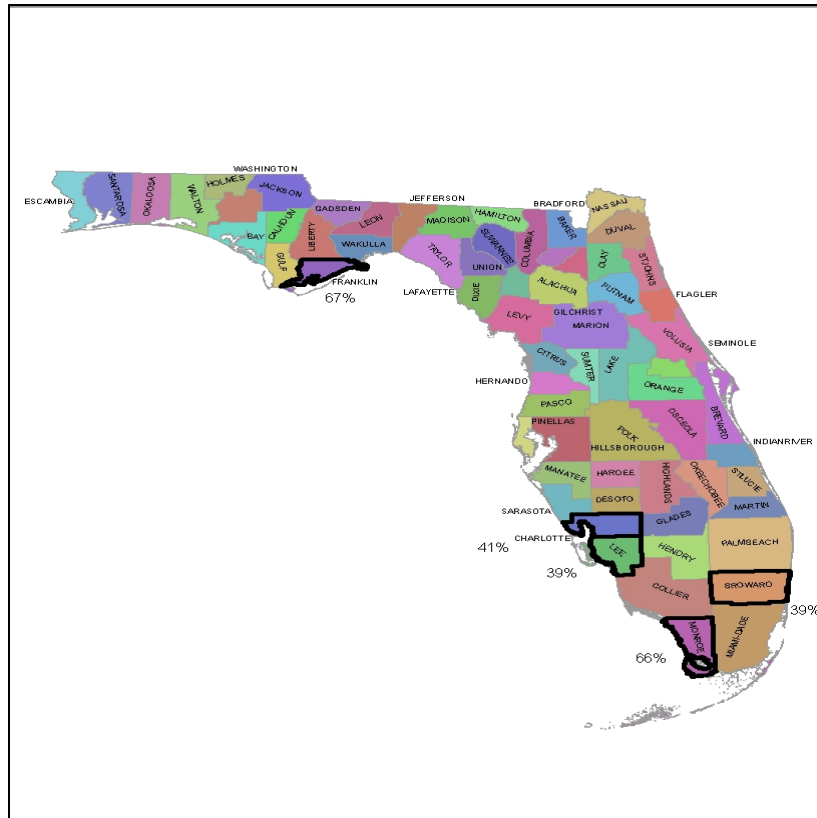 WASHINGTON
HOLMES
JACKSON
ESCAMBIA
SANTAROSA
OKALOOSA
WALTON
JEFFERSON
BRADFORD
NASSAU
GADSDEN
LEON
MADISON
HAMILTON
BAKER
DUVAL
CALHOUN
BAY
LIBERTY
WAKULLA
TAYLOR
SUWANNEE
COLUMBIA
CLAY
STJOHNS
GULF
FRANKLIN
67%
UNION
LAFAYETTE
DIXIE
ALACHUA
PUTNAM
FLAGLER
LEVY
GILCHRIST
MARION
VOLUSIA
SEMINOLE
CITRUS
SUMTER
LAKE
HERNANDO
ORANGE
PASCO
OSCEOLA
BREVARD
PINELLAS
POLK
HILLSBOROUGH
INDIANRIVER
MANATEE
HARDEE
HIGHLANDS
OKEECHOBEE
STLUCIE
DESOTO
SARASOTA
MARTIN
GLADES
CHARLOTTE
41%
LEE
HENDRY
PALMBEACH
39%
COLLIER
BROWARD
39%
MONROE
MIAMI-DADE
66%